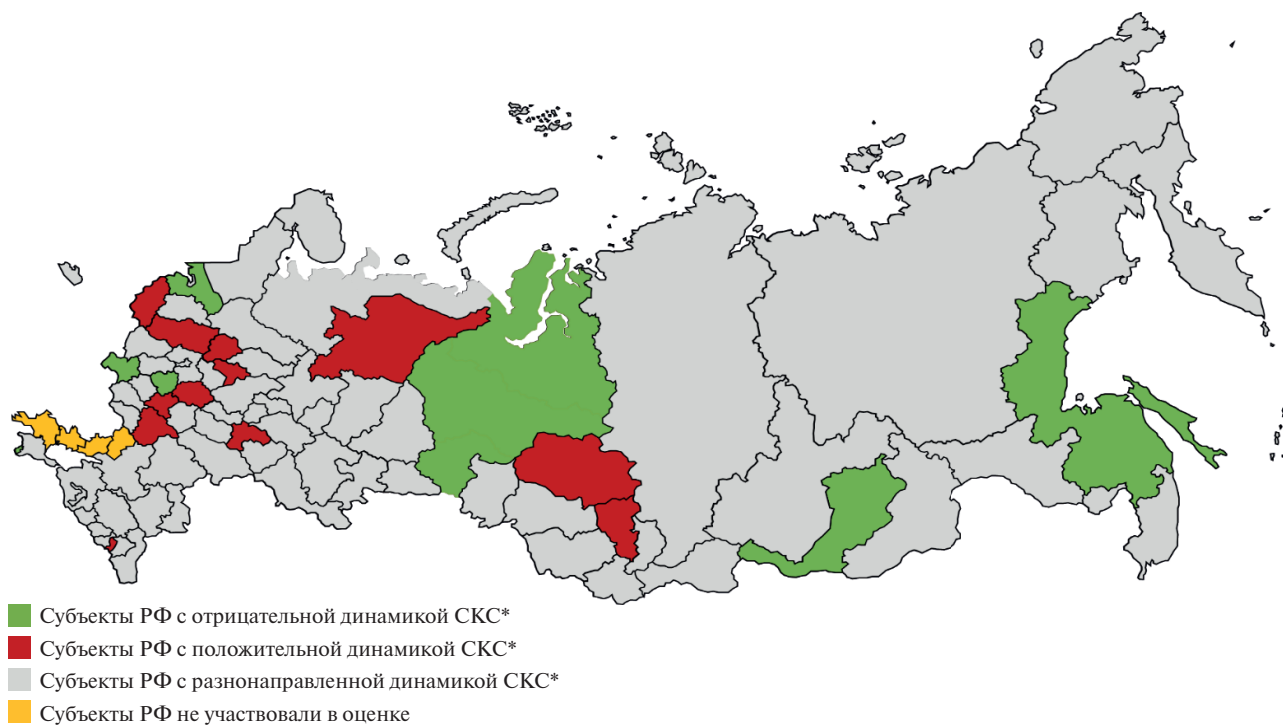 Субъекты РФ с отрицательной динамикой СКС*
Субъекты РФ с положительной динамикой СКС*
Субъекты РФ с разнонаправленной динамикой СКС*
Субъекты РФ не участвовали в оценке